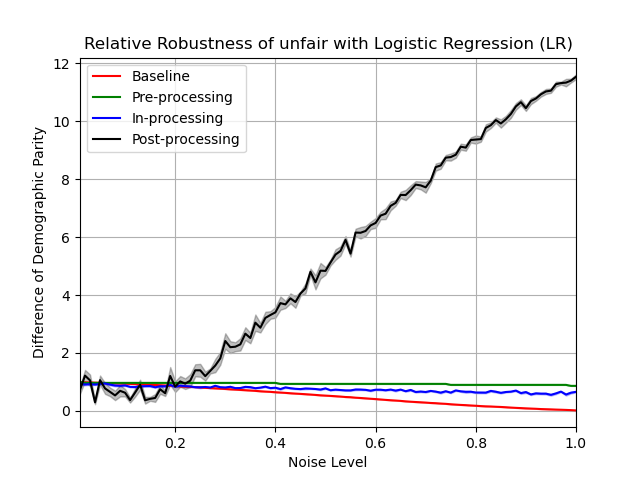 Relative Robustness of unfair with Logistic Regression (LR)
Baseline
Pre-processing
In-processing
Post-processing
Difference of Demographic Parity
12
10
8
6
4
2
0
0.2 0.4 0.6 0.8 1.0
Noise Level